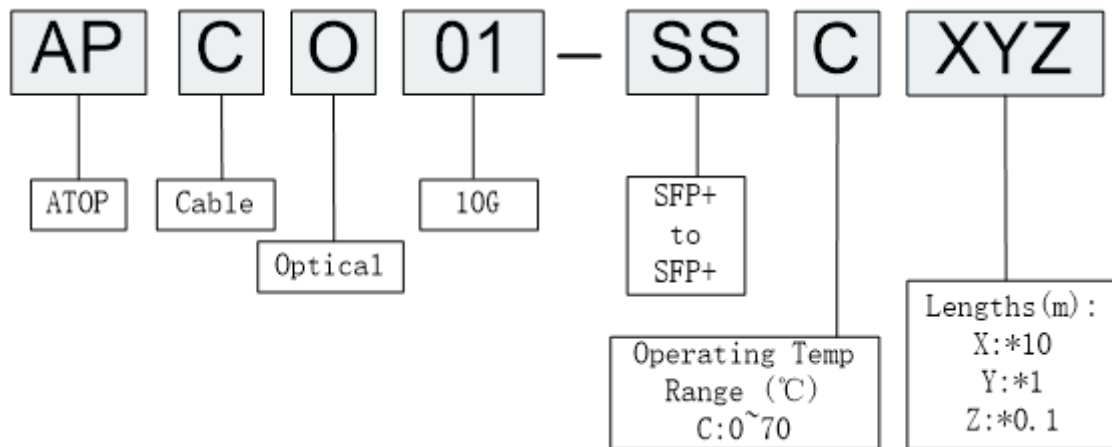 AP C O 01 – SS C XYZ
ATOP
Cable
Optical
10G
SFP+
to
SFP+
Operating Temp
Range (℃)
C:0~70
Lengths(m):
X:*10
Y:*1
Z:*0.1